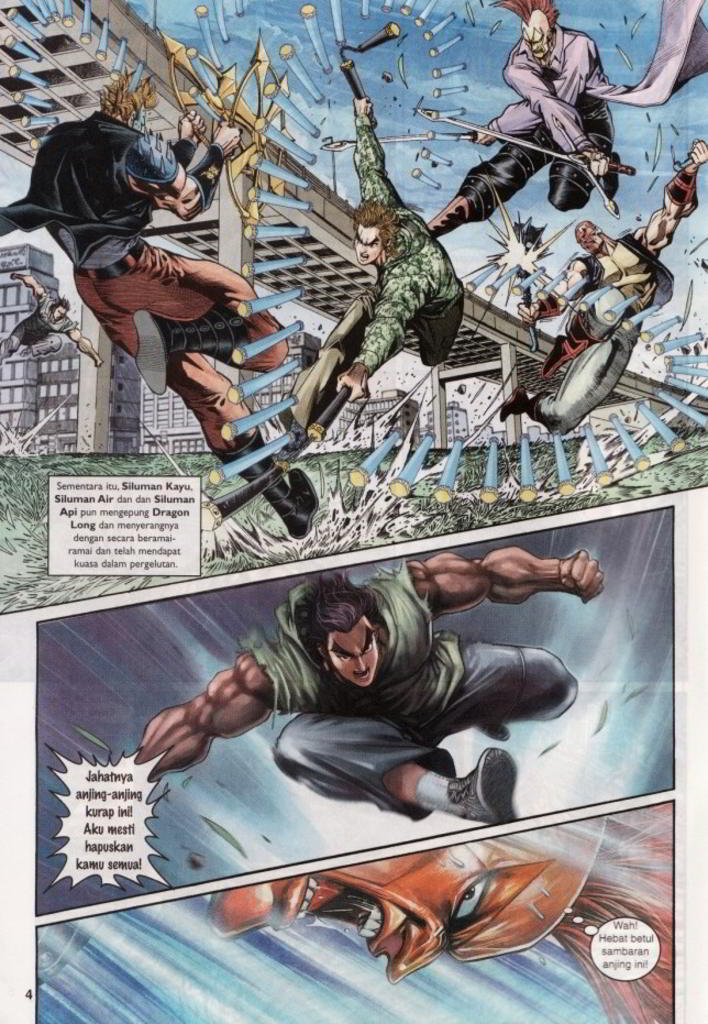 Sementara itu, Siluman Kayu,
Siluman Air dan dan Siluman
Api pun mengepung Dragon
Long dan menyerangnya
dengan secara beramai-
ramai dan telah mendapat
kuasa dalam pergelutan.
Jahatnya
anjing-anjing
kurap ini!
Aku mesti
hapuskan
kamu semua!
Wah!
Hebat betul
sambaran
anjing ini!
4